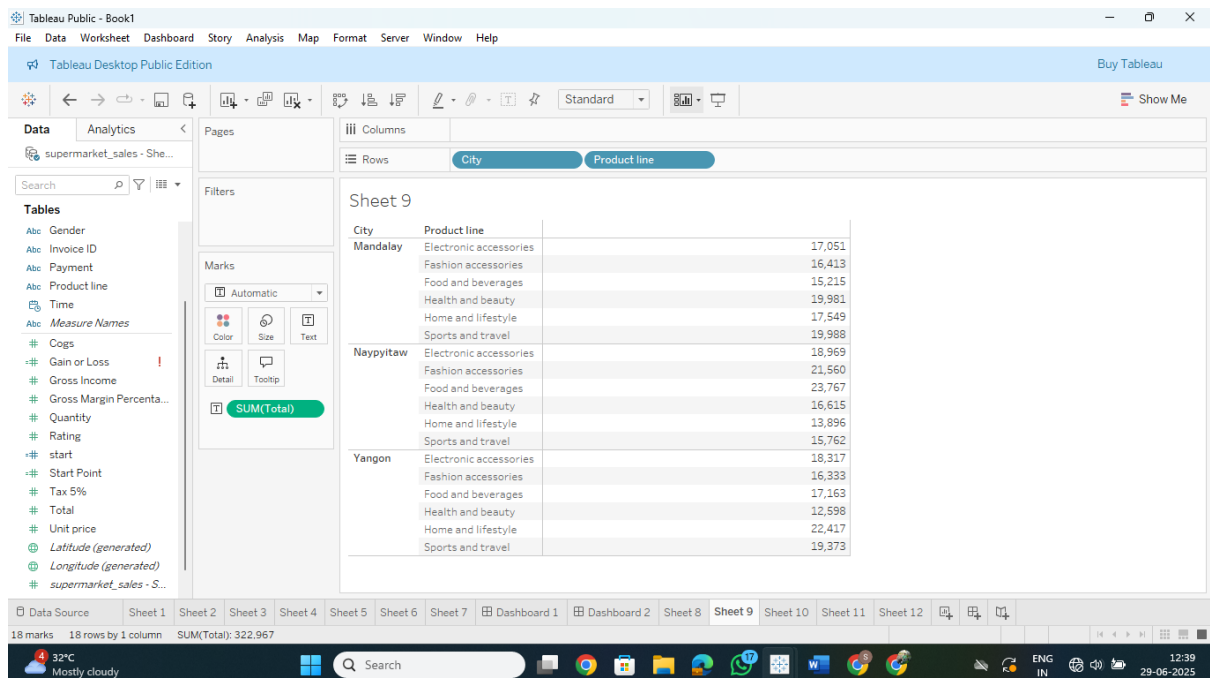 Tableau Public - Book1
File Data Worksheet Dashboard Story Analysis Map Format Server Window Help
Tableau Desktop Public Edition
Buy Tableau
Standard
Show Me
Data Analytics
supermarket_sales - She...
Search
Tables
Abc Gender
Abc Invoice ID
Abc Payment
Abc Product line
Time
Abc Measure Names
# Cogs
=# Gain or Loss !
# Gross Income
# Gross Margin Percenta...
# Quantity
# Rating
=# start
=# Start Point
# Tax 5%
# Total
# Unit price
Latitude (generated)
Longitude (generated)
# supermarket_sales - S...
Pages
Filters
Marks
T Automatic
Color Size Text
Detail Tooltip
T SUM(Total)
iii Columns
Rows City Product line
Sheet 9
City Product line
Mandalay Electronic accessories 17,051
Fashion accessories 16,413
Food and beverages 15,215
Health and beauty 19,981
Home and lifestyle 17,549
Sports and travel 19,988
Naypyitaw Electronic accessories 18,969
Fashion accessories 21,560
Food and beverages 23,767
Health and beauty 16,615
Home and lifestyle 13,896
Sports and travel 15,762
Yangon Electronic accessories 18,317
Fashion accessories 16,333
Food and beverages 17,163
Health and beauty 12,598
Home and lifestyle 22,417
Sports and travel 19,373
Data Source Sheet 1 Sheet 2 Sheet 3 Sheet 4 Sheet 5 Sheet 6 Sheet 7 Dashboard 1 Dashboard 2 Sheet 8 Sheet 9 Sheet 10 Sheet 11 Sheet 12
18 marks 18 rows by 1 column SUM(Total): 322,967
4 32°C
Mostly cloudy
Search
17
ENG
IN
12:39
29-06-2025